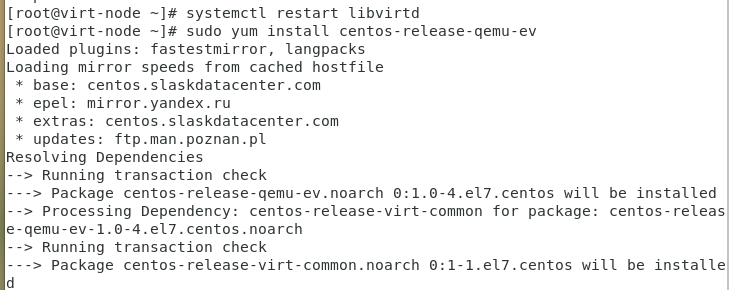 [root@virt-node ~]# systemctl restart libvirtd
[root@virt-node ~]# sudo yum install centos-release-qemu-ev
Loaded plugins: fastestmirror, langpacks
Loading mirror speeds from cached hostfile
 * base: centos.slaskdatacenter.com
 * epel: mirror.yandex.ru
 * extras: centos.slaskdatacenter.com
 * updates: ftp.man.poznan.pl
Resolving Dependencies
--> Running transaction check
---> Package centos-release-qemu-ev.noarch 0:1.0-4.el7.centos will be installed
--> Processing Dependency: centos-release-virt-common for package: centos-releas
e-qemu-ev-1.0-4.el7.centos.noarch
--> Running transaction check
---> Package centos-release-virt-common.noarch 0:1-1.el7.centos will be installe
d